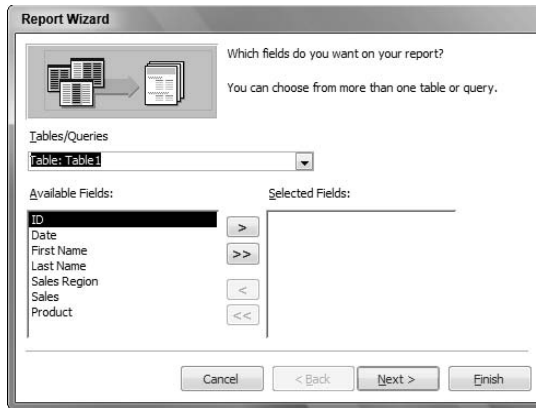 Report Wizard
Which fields do you want on your report?
You can choose from more than one table or query.
Tables/Queries
Table: Table1
Available Fields:
Selected Fields:
ID
Date
First Name
Last Name
Sales Region
Sales
Product
>
>>
<
<<
Cancel
< Back
Next >
Finish